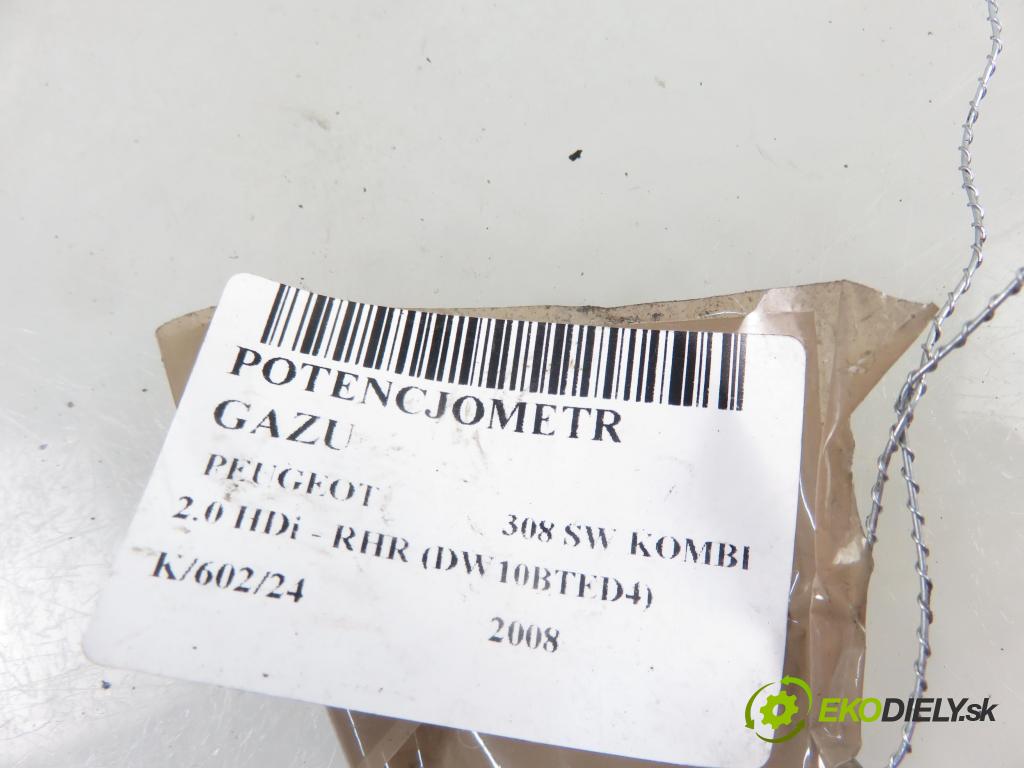 POTENCJOMETR
GAZU
PEUGEOT 308 SW KOMBI
2.0 HDi - RHR (DW10BTED4)
K/602/24 2008
EKODIELY.sk